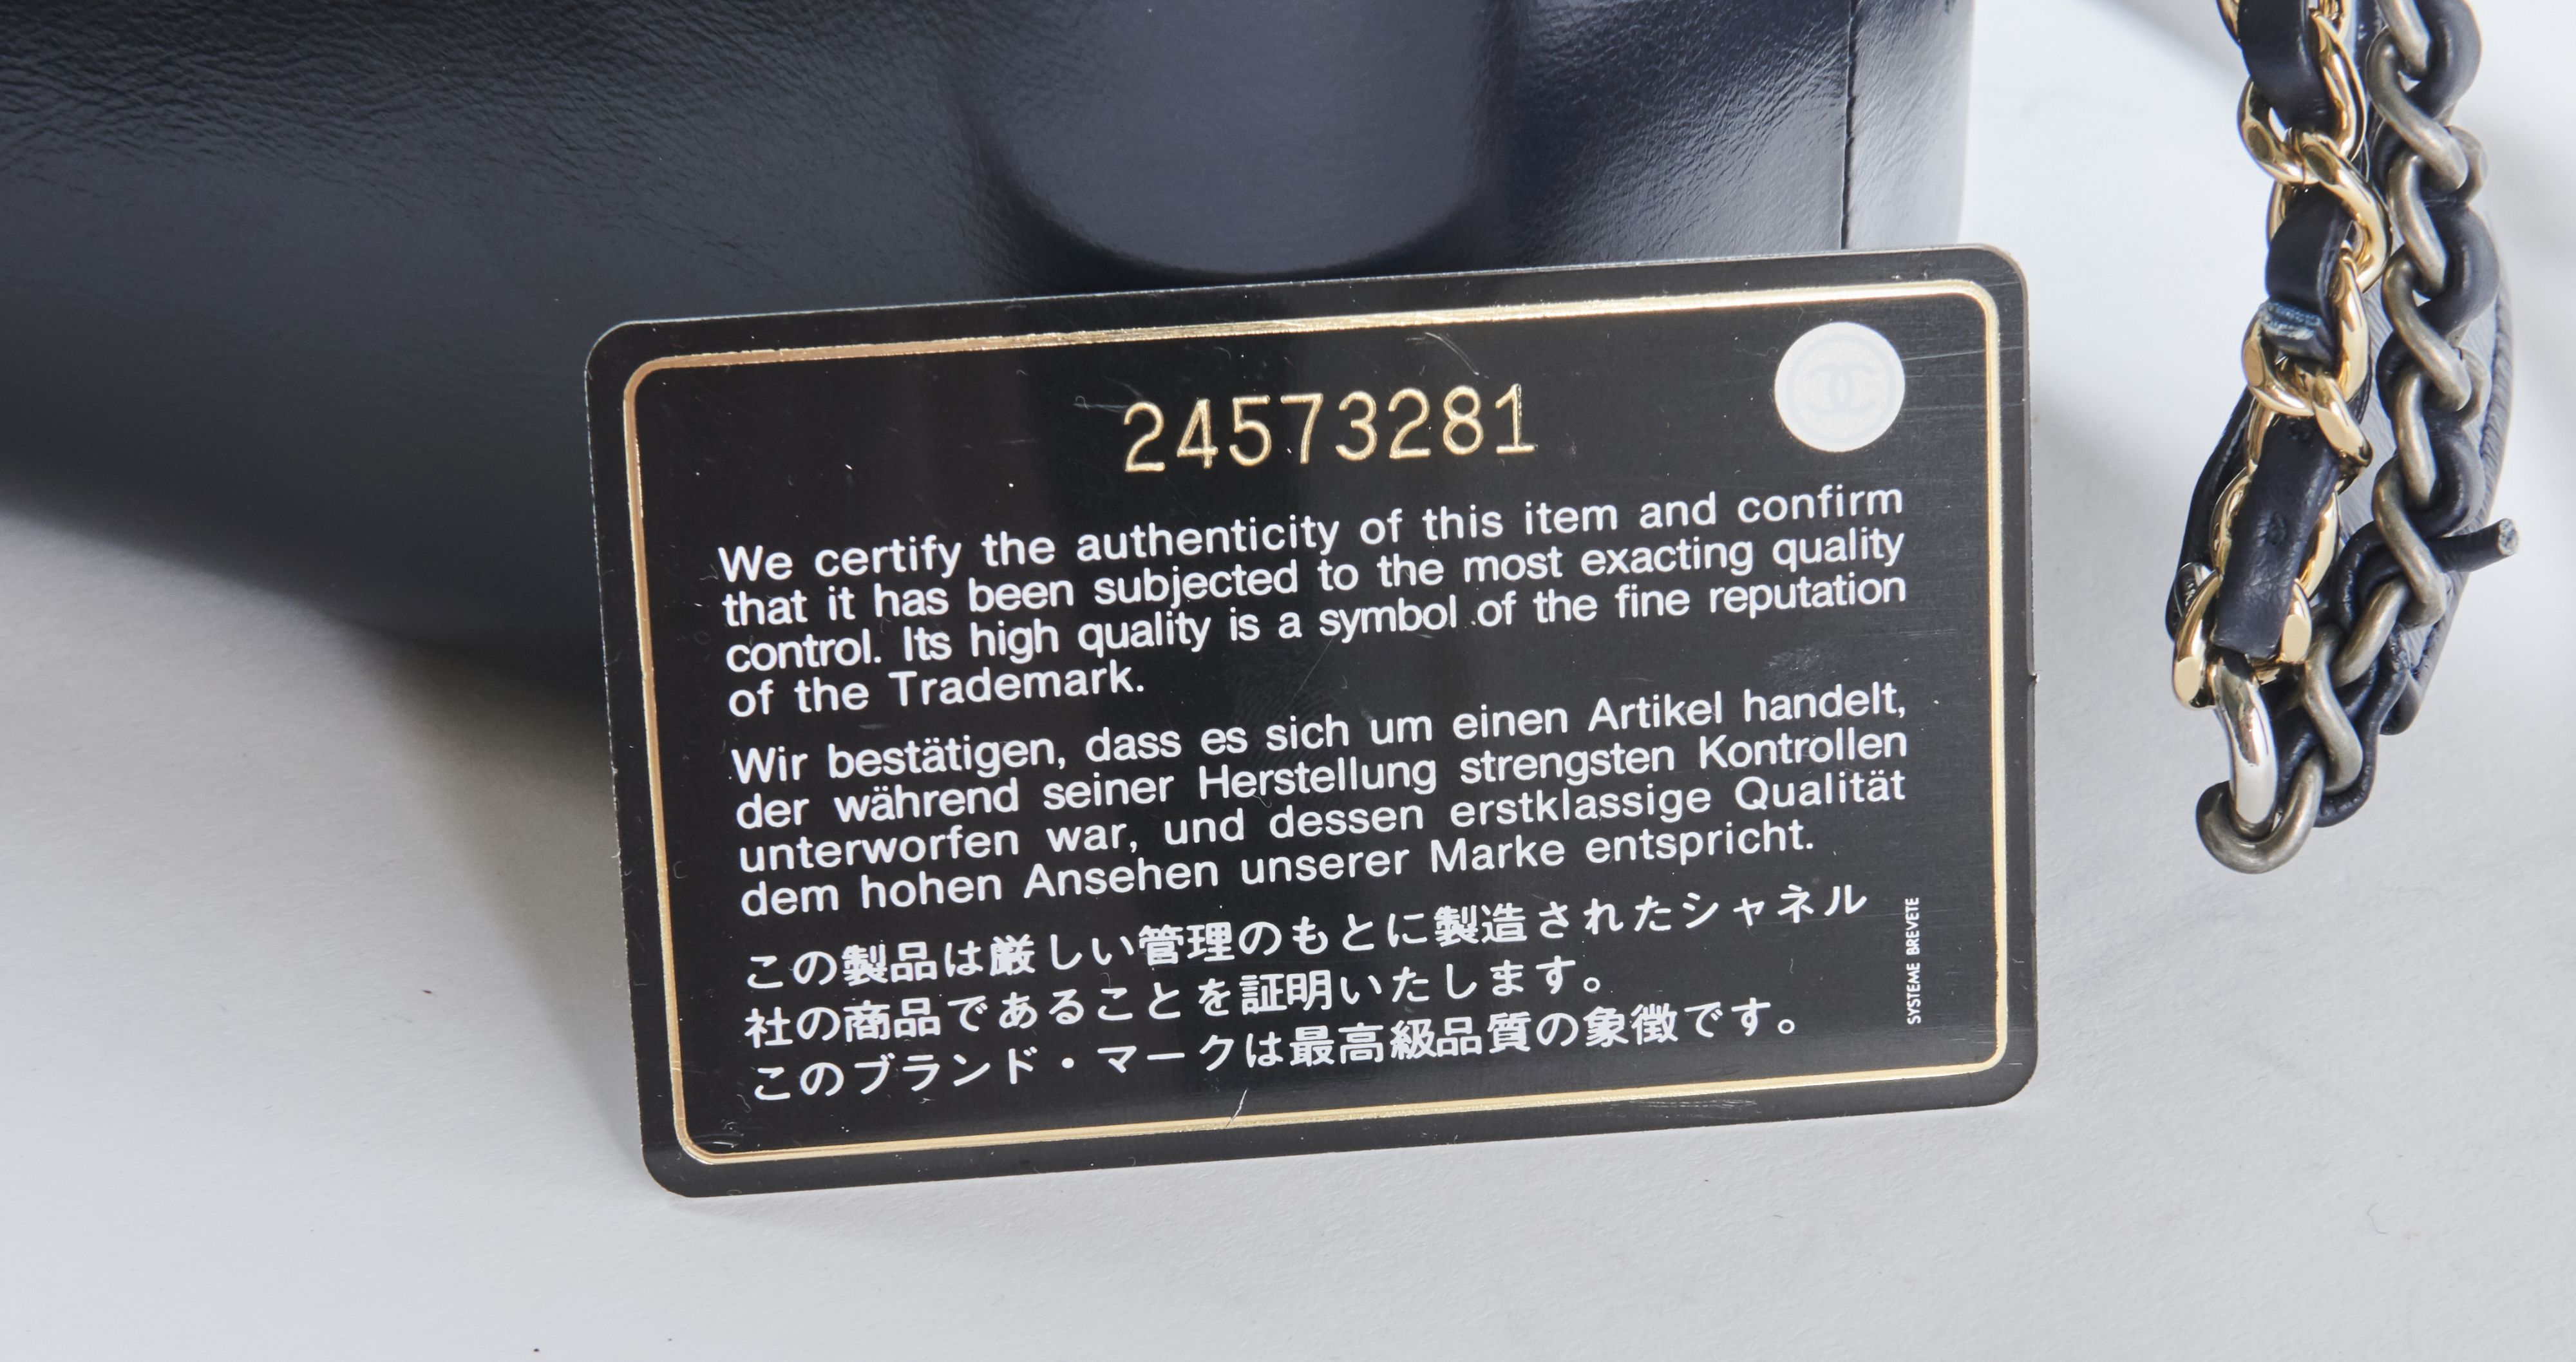 24573281
We certify the authenticity of this item and confirm
that it has been subjected to the most exacting quality
control. Its high quality is a symbol of the fine reputation
of the Trademark.
Wir bestätigen, dass es sich um einen Artikel handelt,
der während seiner Herstellung strengsten Kontrollen
unterworfen war, und dessen erstklassige Qualität
dem hohen Ansehen unserer Marke entspricht.
この製品は厳しい管理のもとに製造されたシャネル
社の商品であることを証明いたします。
このブランド・マークは最高級品質の象徴です。
SYSTEME BREVETE